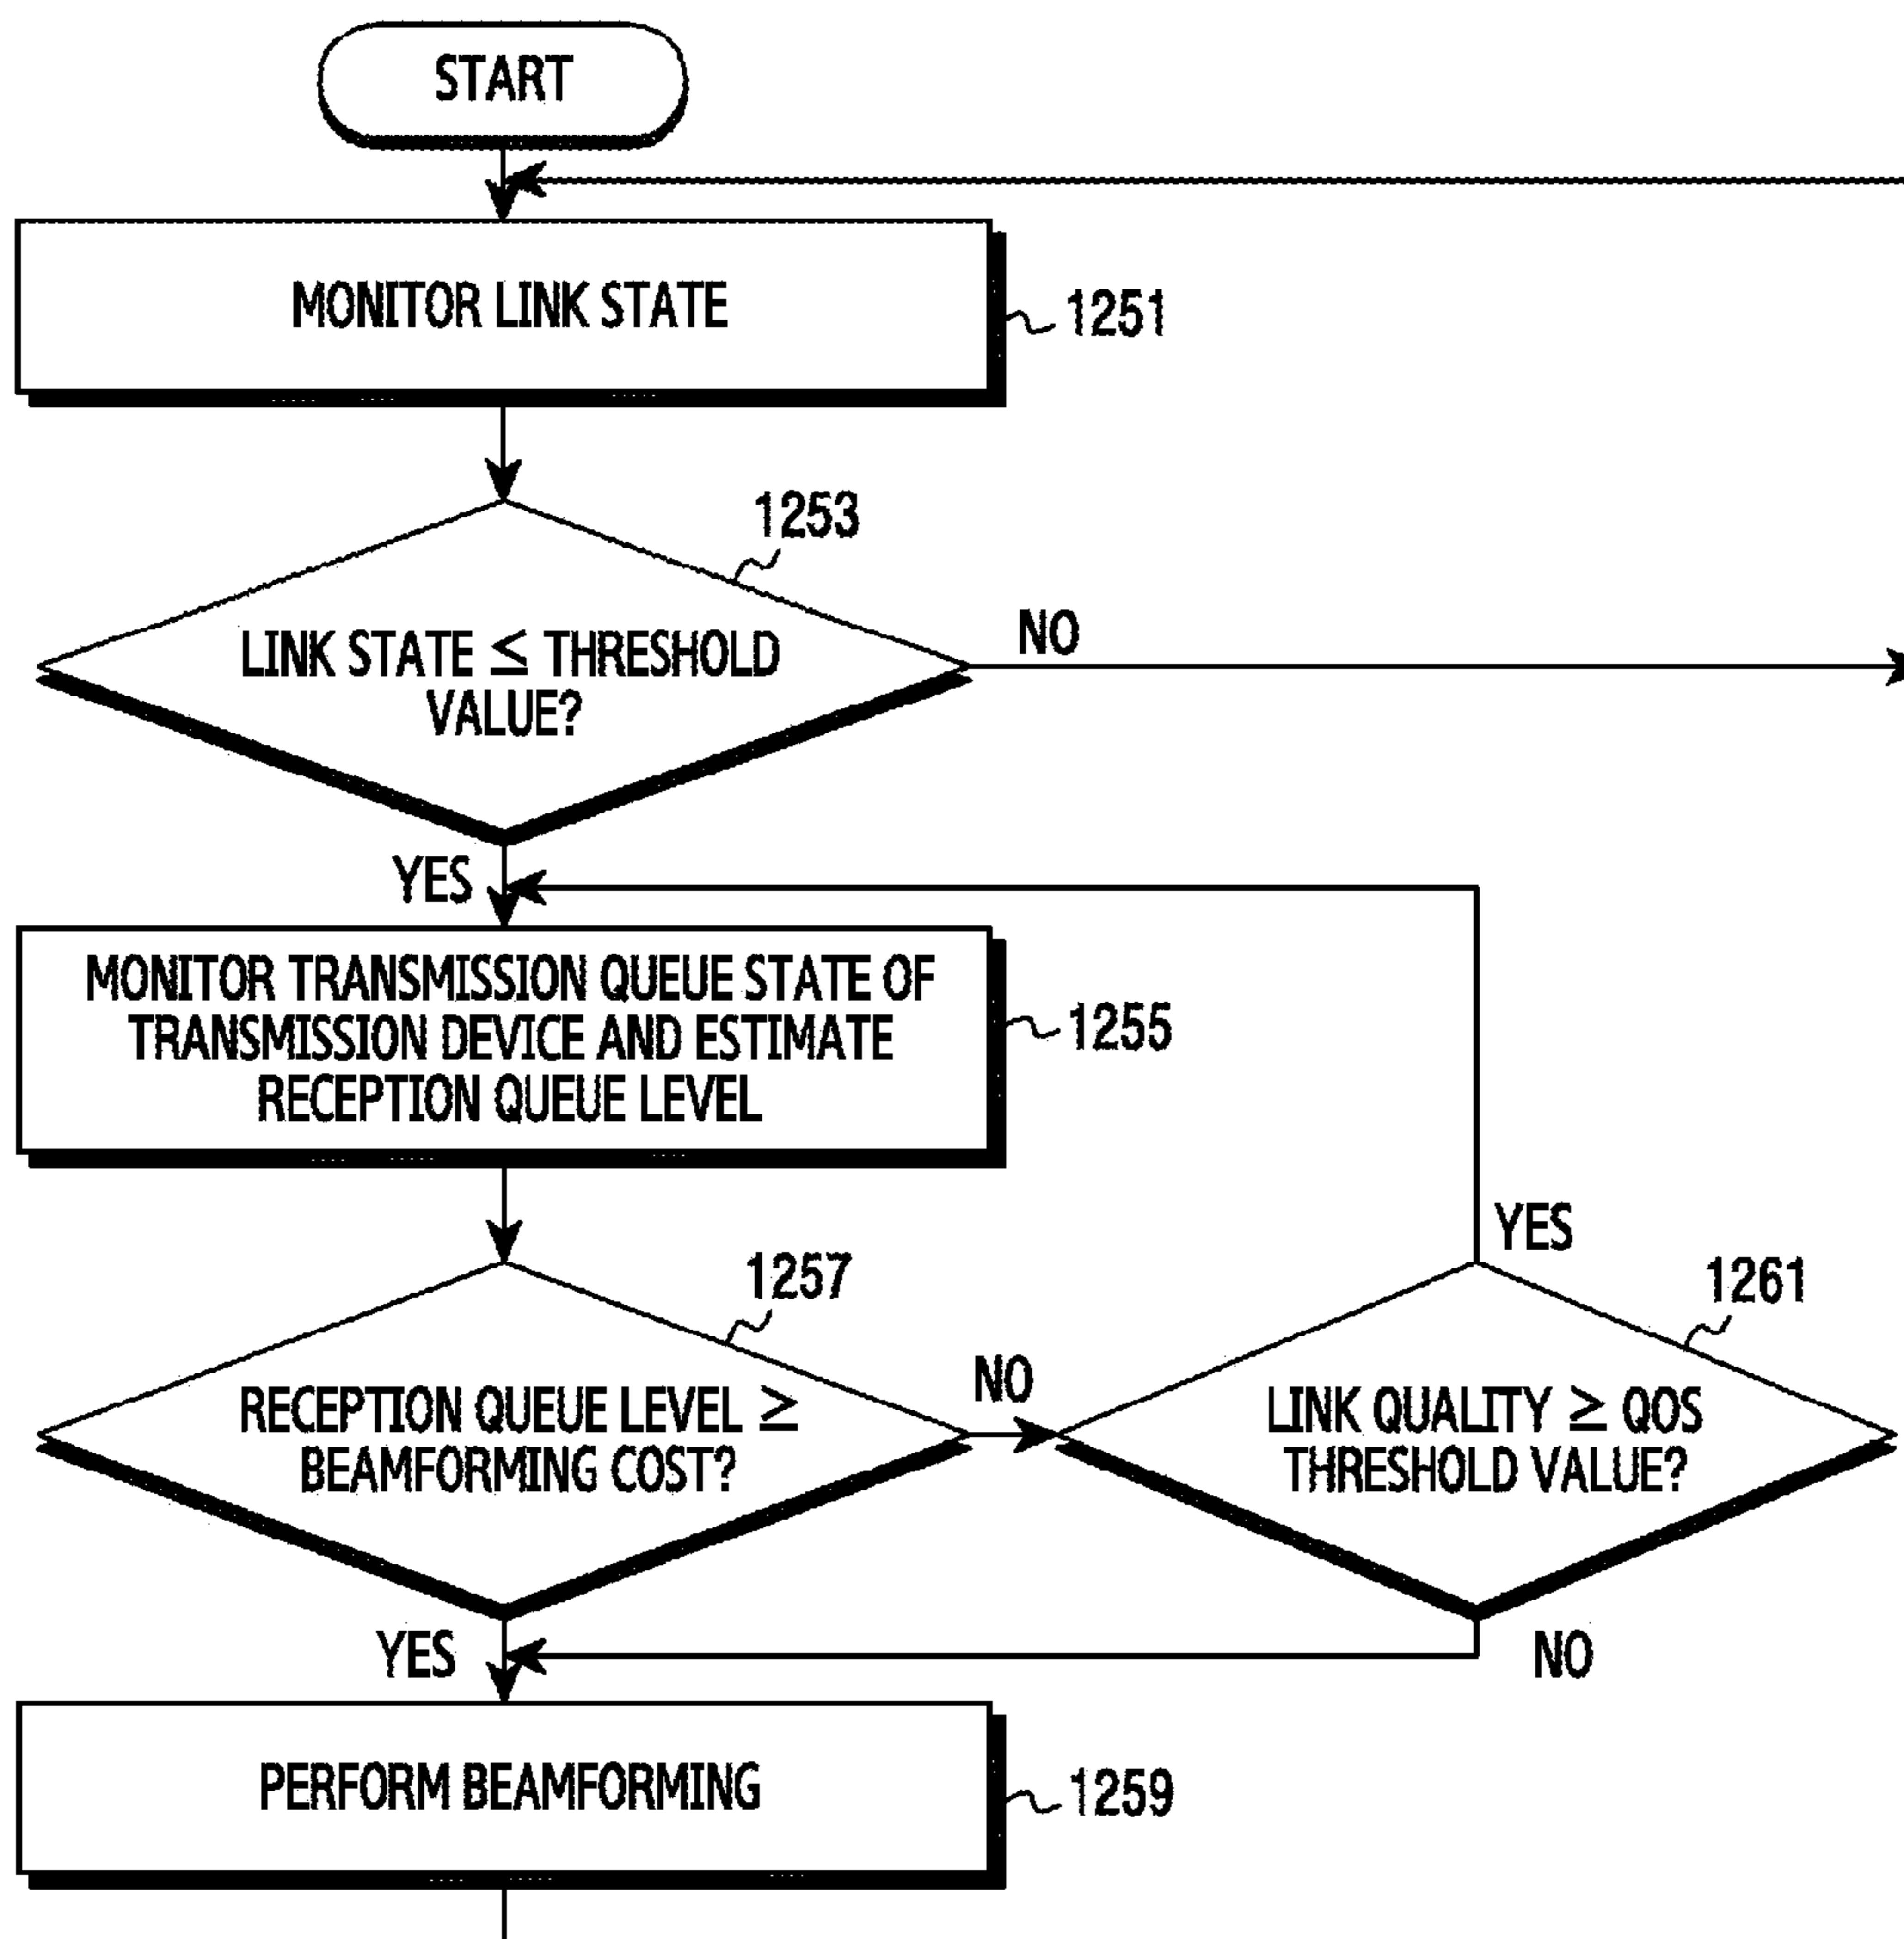 START
MONITOR LINK STATE
1251
1253
LINK STATE ≤ THRESHOLD
VALUE?
NO
YES
MONITOR TRANSMISSION QUEUE STATE OF
TRANSMISSION DEVICE AND ESTIMATE
RECEPTION QUEUE LEVEL
1255
1257
RECEPTION QUEUE LEVEL ≥
BEAMFORMING COST?
NO
YES
1261
LINK QUALITY ≥ QOS
THRESHOLD VALUE?
YES
NO
PERFORM BEAMFORMING
1259